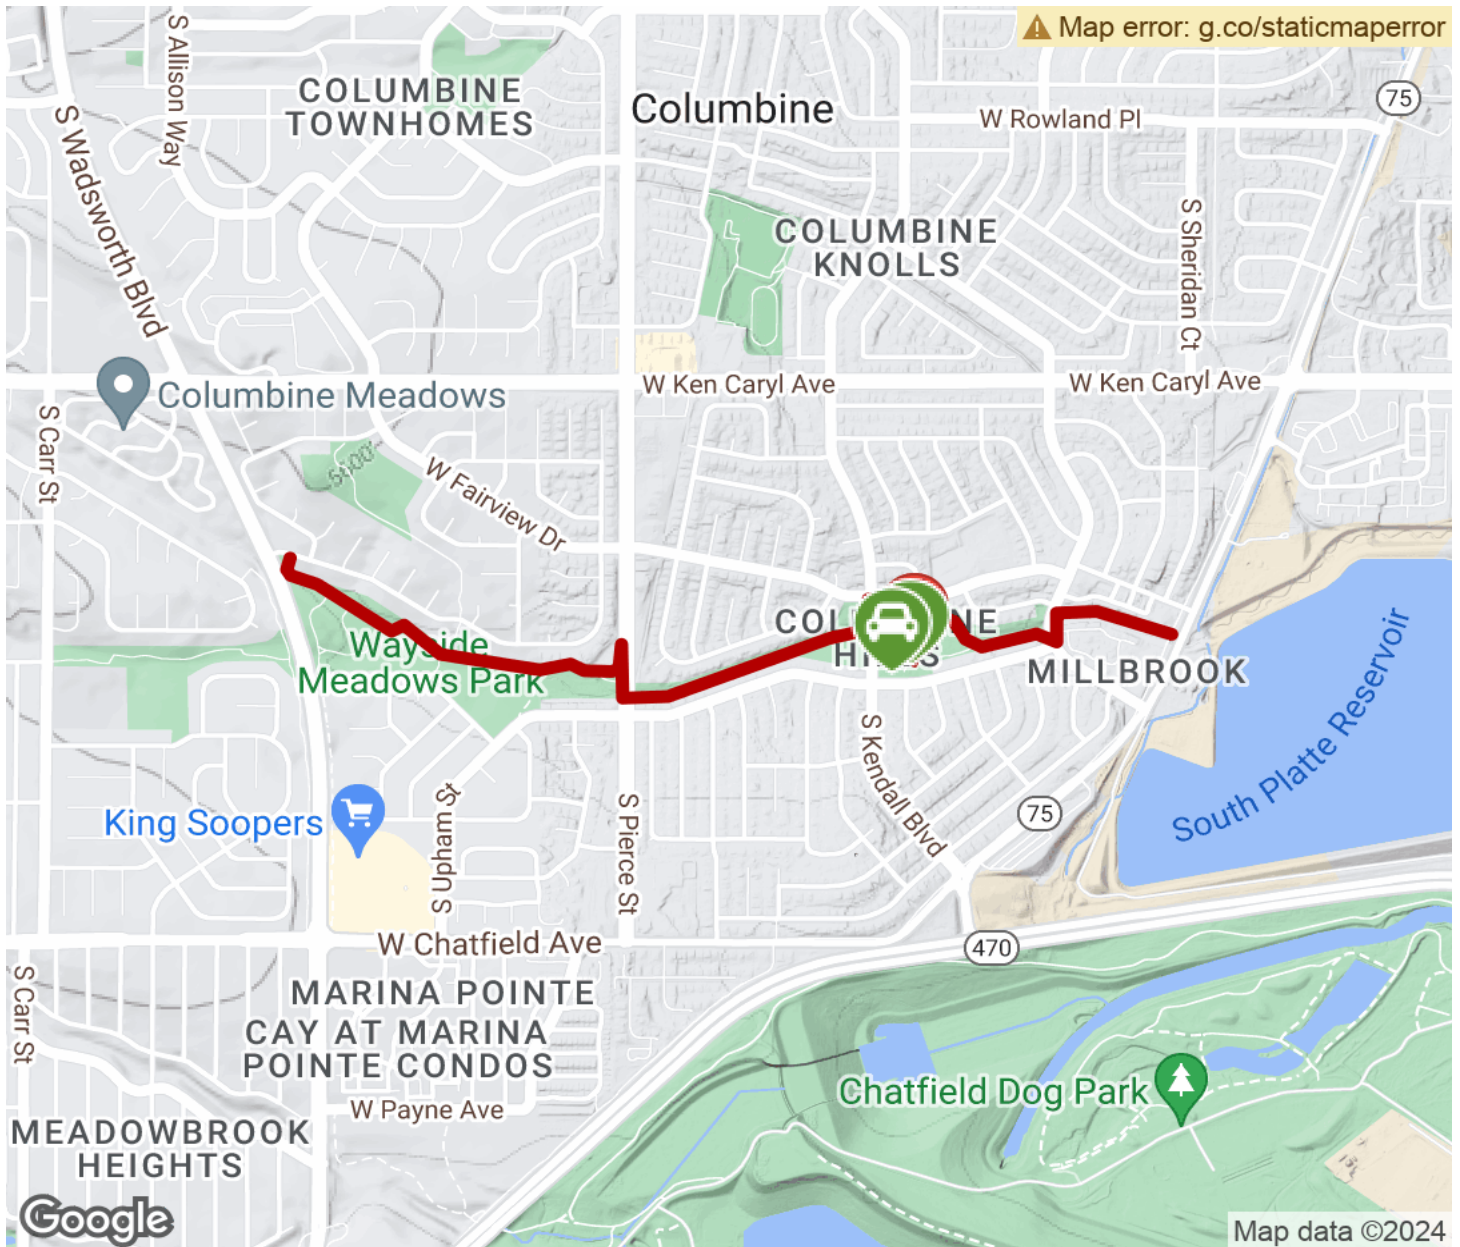 Map error: g.co/staticmaperror
S Allison Way
COLUMBINE
TOWNHOMES
Columbine
75
W Rowland Pl
S Wadsworth Blvd
COLUMBINE
KNOLLS
S Sheridan Ct
W Ken Caryl Ave
W Ken Caryl Ave
Columbine Meadows
S Carr St
5600'
W Fairview Dr
Wayside
Meadows Park
MILLBROOK
South Platte Reservoir
S Kendall Blvd
King Soopers
S Upham St
S Pierce St
75
W Chatfield Ave
470
S Carr St
MARINA POINTE
CAY AT MARINA
POINTE CONDOS
Chatfield Dog Park
W Payne Ave
MEADOWBROOK
HEIGHTS
Google
Map data ©2024